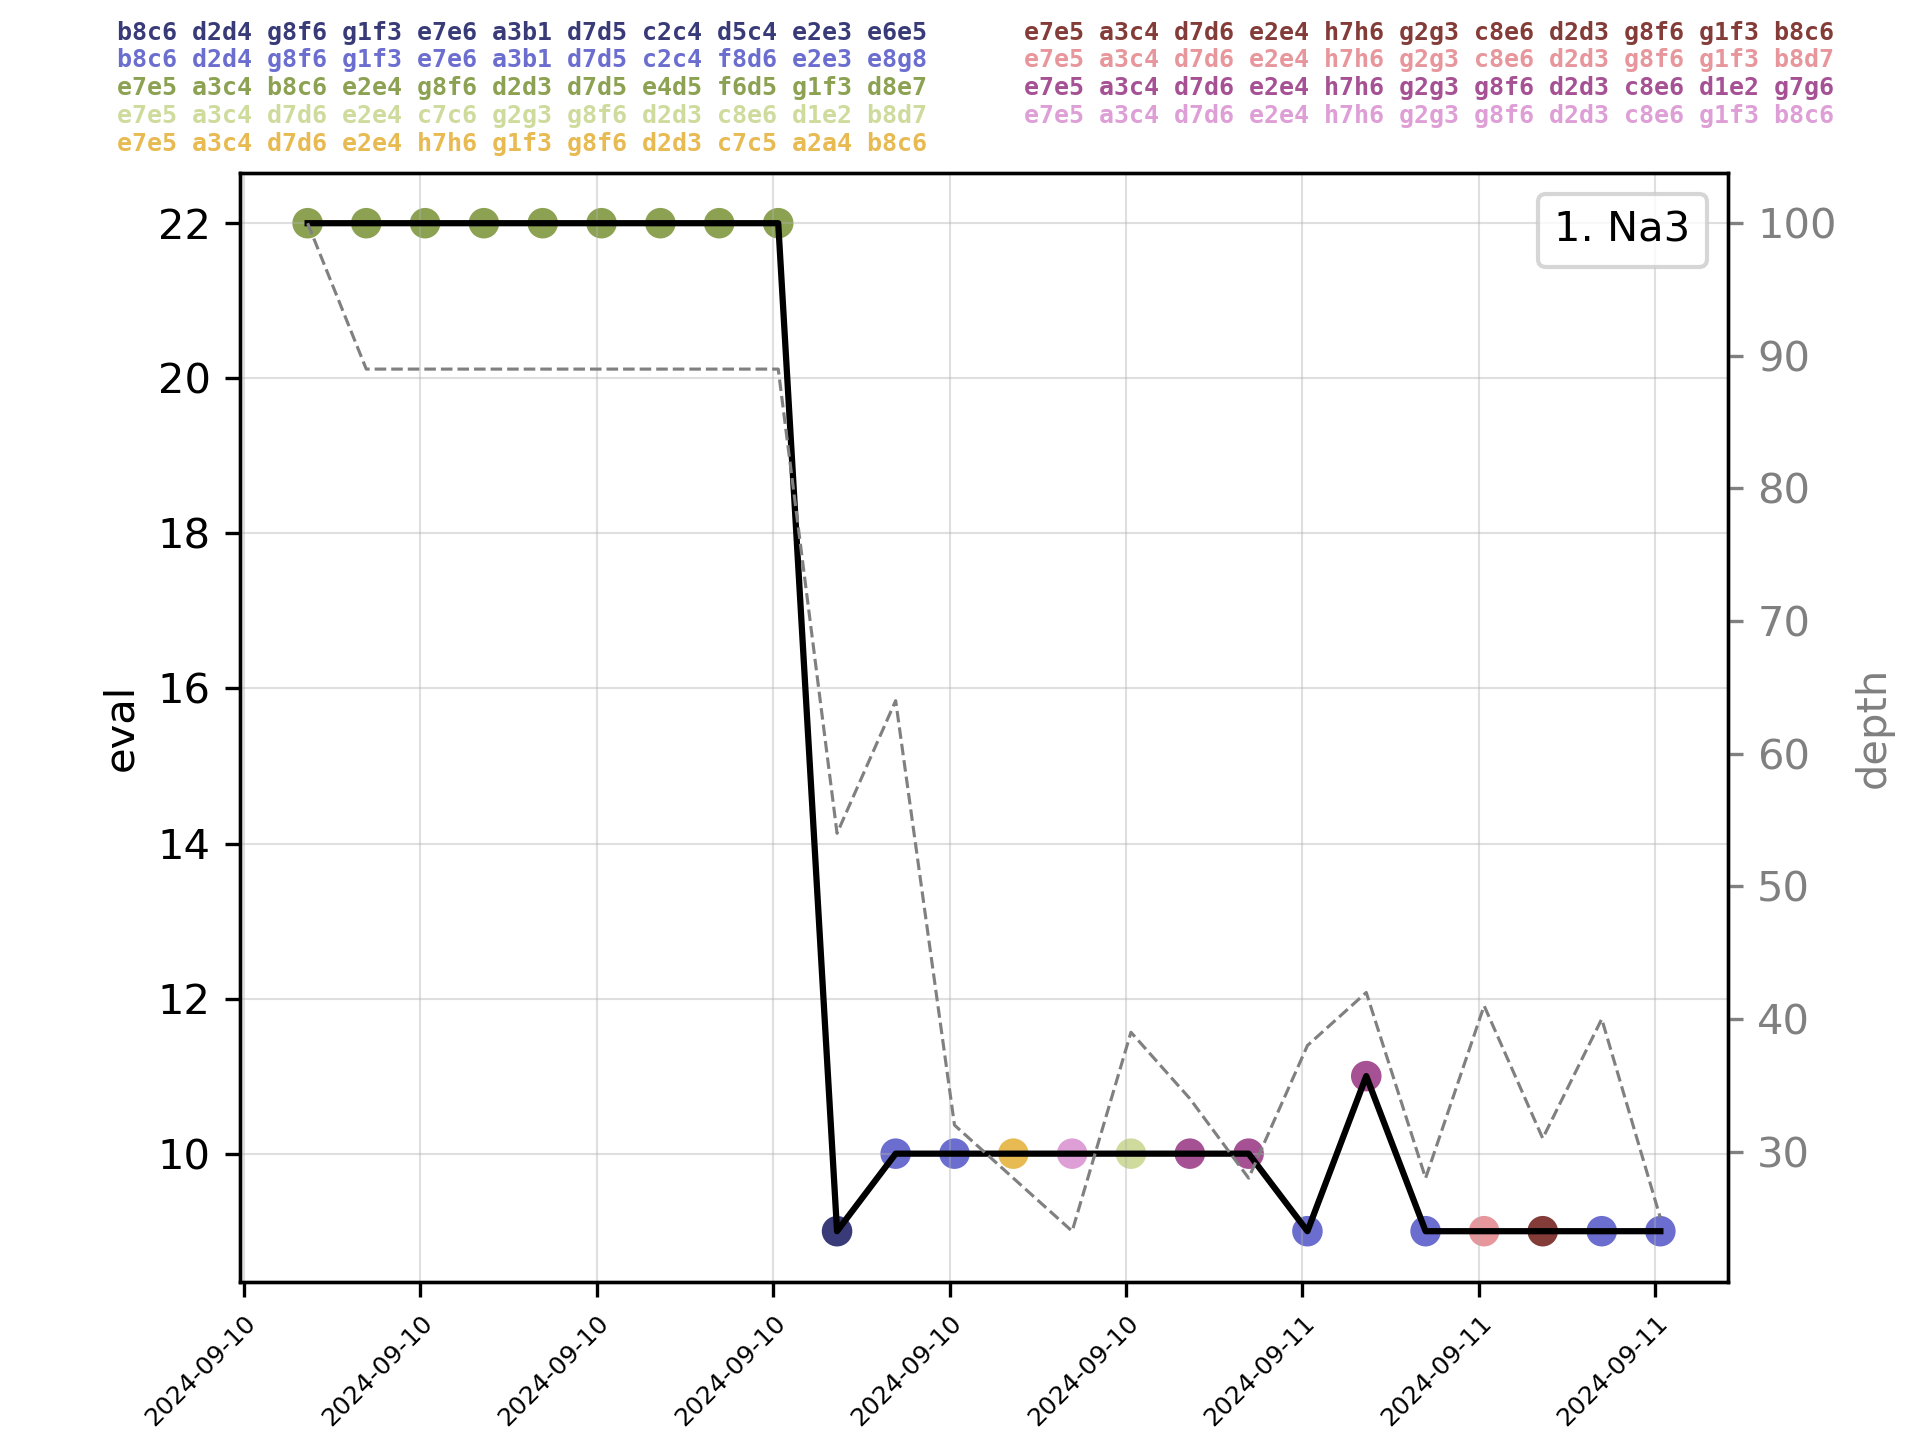 b8c6 d2d4 g8f6 g1f3 e7e6 a3b1 d7d5 c2c4 d5c4 e2e3 e6e5
b8c6 d2d4 g8f6 g1f3 e7e6 a3b1 d7d5 c2c4 f8d6 e2e3 e8g8
e7e5 a3c4 b8c6 e2e4 g8f6 d2d3 d7d5 e4d5 f6d5 g1f3 d8e7
e7e5 a3c4 d7d6 e2e4 c7c6 g2g3 g8f6 d2d3 c8e6 d1e2 b8d7
e7e5 a3c4 d7d6 e2e4 h7h6 g1f3 g8f6 d2d3 c7c5 a2a4 b8c6
e7e5 a3c4 d7d6 e2e4 h7h6 g2g3 c8e6 d2d3 g8f6 g1f3 b8c6
e7e5 a3c4 d7d6 e2e4 h7h6 g2g3 c8e6 d2d3 g8f6 g1f3 b8d7
e7e5 a3c4 d7d6 e2e4 h7h6 g2g3 g8f6 d2d3 c8e6 d1e2 g7g6
e7e5 a3c4 d7d6 e2e4 h7h6 g2g3 g8f6 d2d3 c8e6 g1f3 b8c6
1. Na3
eval
22
20
18
16
14
12
10
depth
100
90
80
70
60
50
40
30
2024-09-10
2024-09-10
2024-09-10
2024-09-10
2024-09-10
2024-09-10
2024-09-11
2024-09-11
2024-09-11